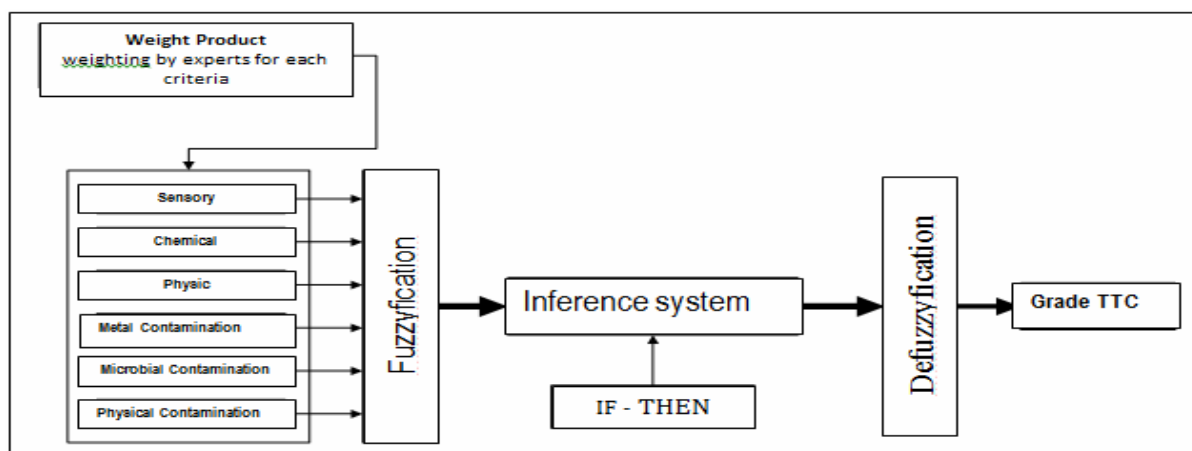 Weight Product
weighting by experts for each
criteria
Sensory
Chemical
Physic
Metal Contamination
Microbial Contamination
Physical Contamination
Fuzzyfication
Inference system
IF - THEN
Defuzzyfication
Grade TTC